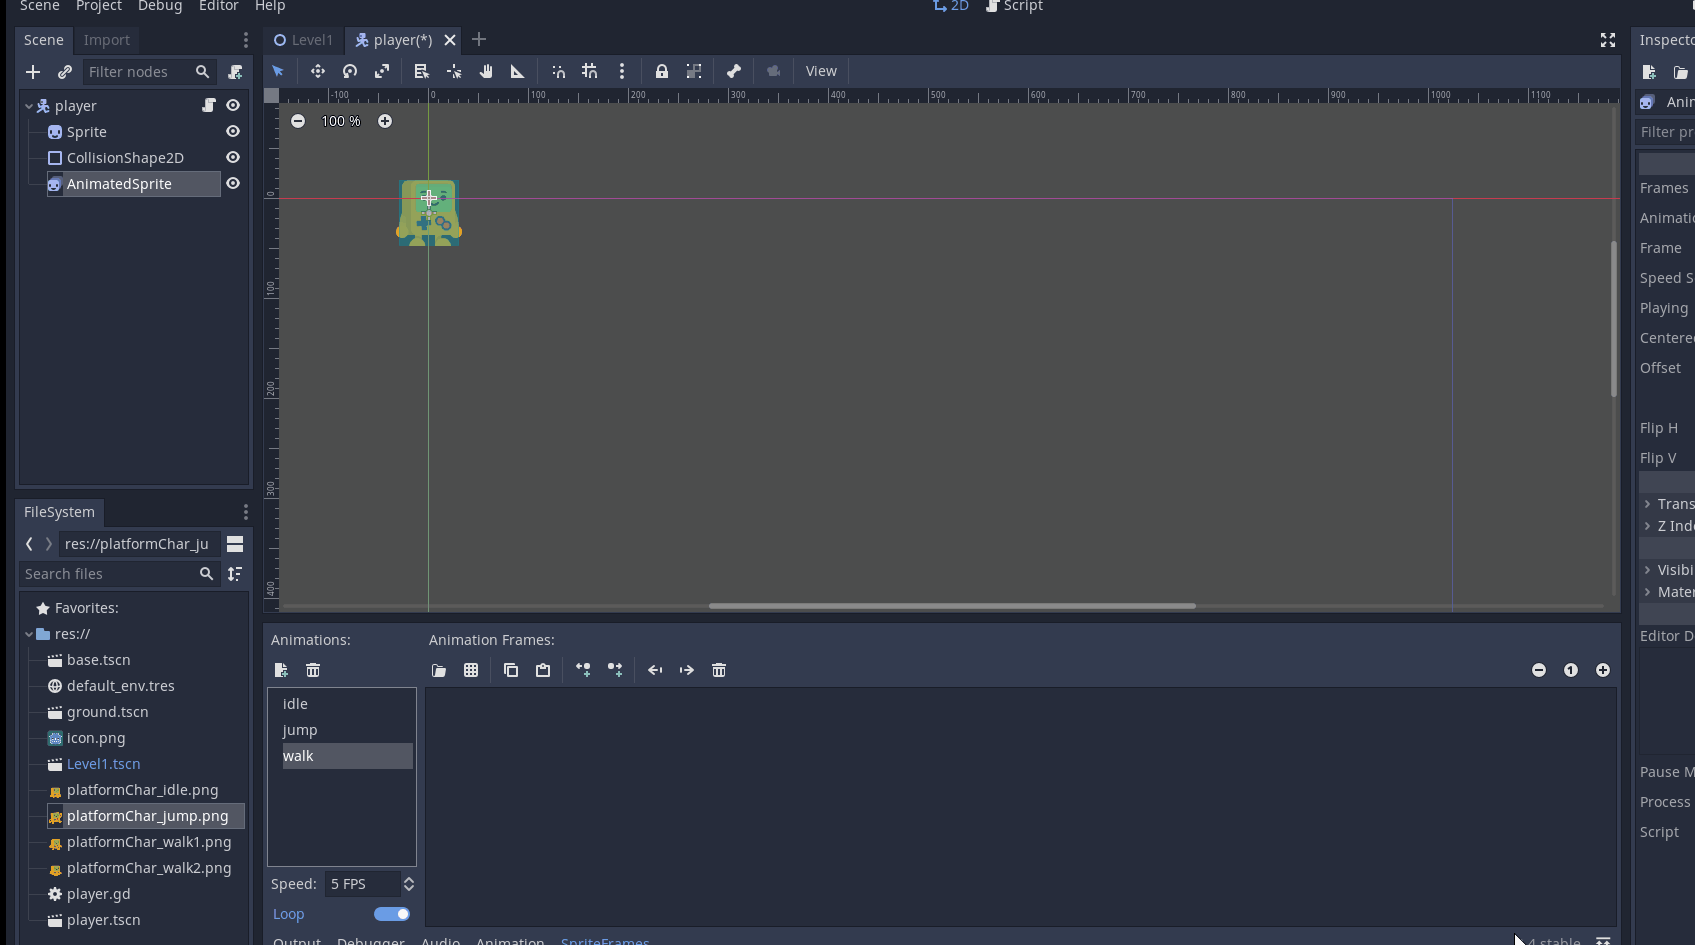 Scene Project Debug Editor Help 2D Script
Scene Import
Level1 player(*)
Inspecto
Filter nodes
View
player
Sprite
CollisionShape2D
AnimatedSprite
-100 0 100 200 300 400 500 600 700 800 900 1000 1100
100 %
0
100
200
300
400
Anin
Filter pr
Frames
Animatio
Frame
Speed S
Playing
Centere
Offset
Flip H
Flip V
Trans
Z Ind
Visibi
Mater
Editor D
Pause M
Process
Script
FileSystem
res://platformChar_ju
Search files
Favorites:
res://
base.tscn
default_env.tres
ground.tscn
icon.png
Level1.tscn
platformChar_idle.png
platformChar_jump.png
platformChar_walk1.png
platformChar_walk2.png
player.gd
player.tscn
Animations:
Animation Frames:
1
idle
jump
walk
Speed: 5 FPS
Loop
Output Debugger Audio Animation SpriteFrames
4 stable